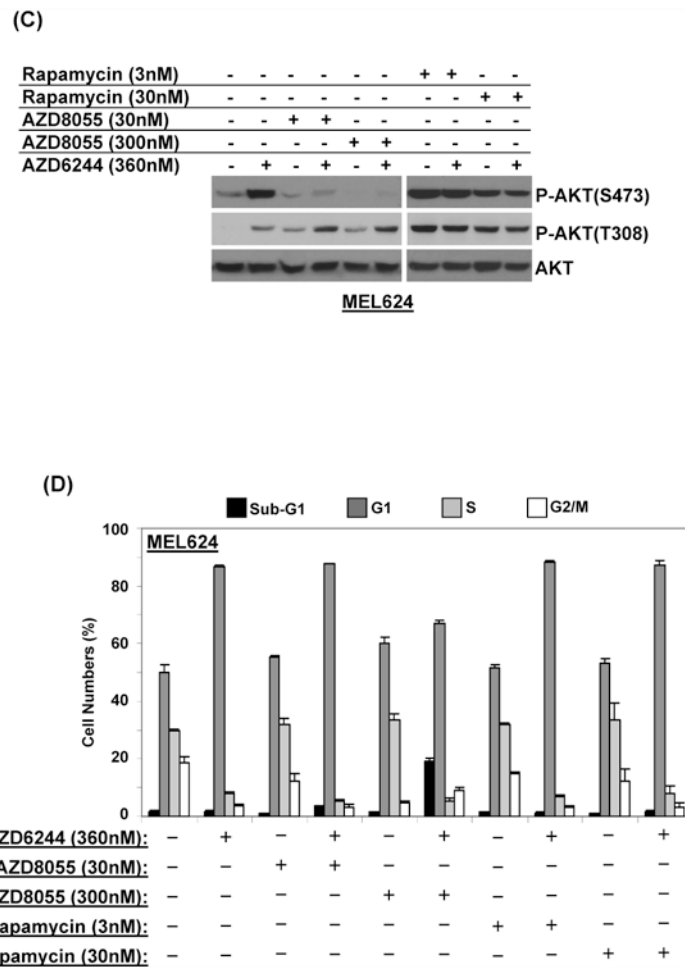 (C)
Rapamycin (3nM) - - - - - - + + - -
Rapamycin (30nM) - - - - - - - - + +
AZD8055 (30nM) - - + + - - - - - -
AZD8055 (300nM) - - - - + + - - - -
AZD6244 (360nM) - + - + - + - + - +
P-AKT(S473)
P-AKT(T308)
AKT
MEL624
(D)
Sub-G1 G1 S G2/M
MEL624
100
80
60
40
20
0
Cell Numbers (%)
ZD6244 (360nM): – + – + – + – + – +
AZD8055 (30nM): – – + + – – – – – –
ZD8055 (300nM): – – – – + + – – – –
apamycin (3nM): – – – – – – + + – –
pamycin (30nM): – – – – – – – – + +